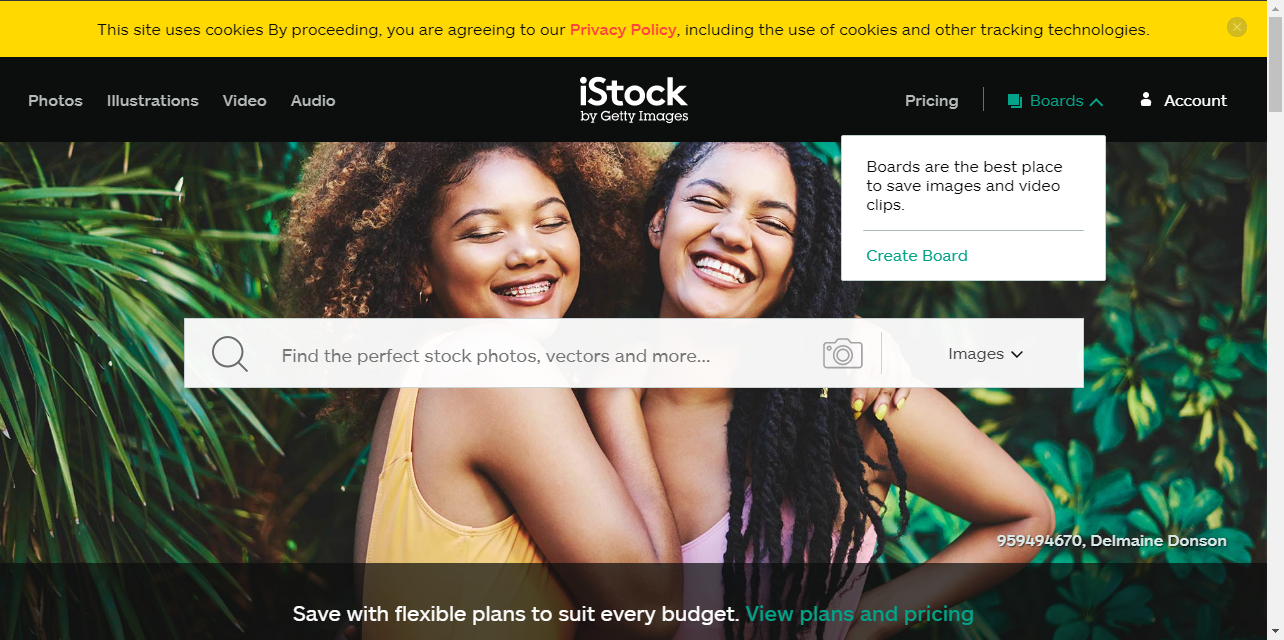 This site uses cookies By proceeding, you are agreeing to our Privacy Policy, including the use of cookies and other tracking technologies.
Photos Illustrations Video Audio
iStock
by Getty Images
Pricing Boards Account
Boards are the best place
to save images and video
clips.
Create Board
Find the perfect stock photos, vectors and more...
Images
959494670, Delmaine Donson
Save with flexible plans to suit every budget. View plans and pricing